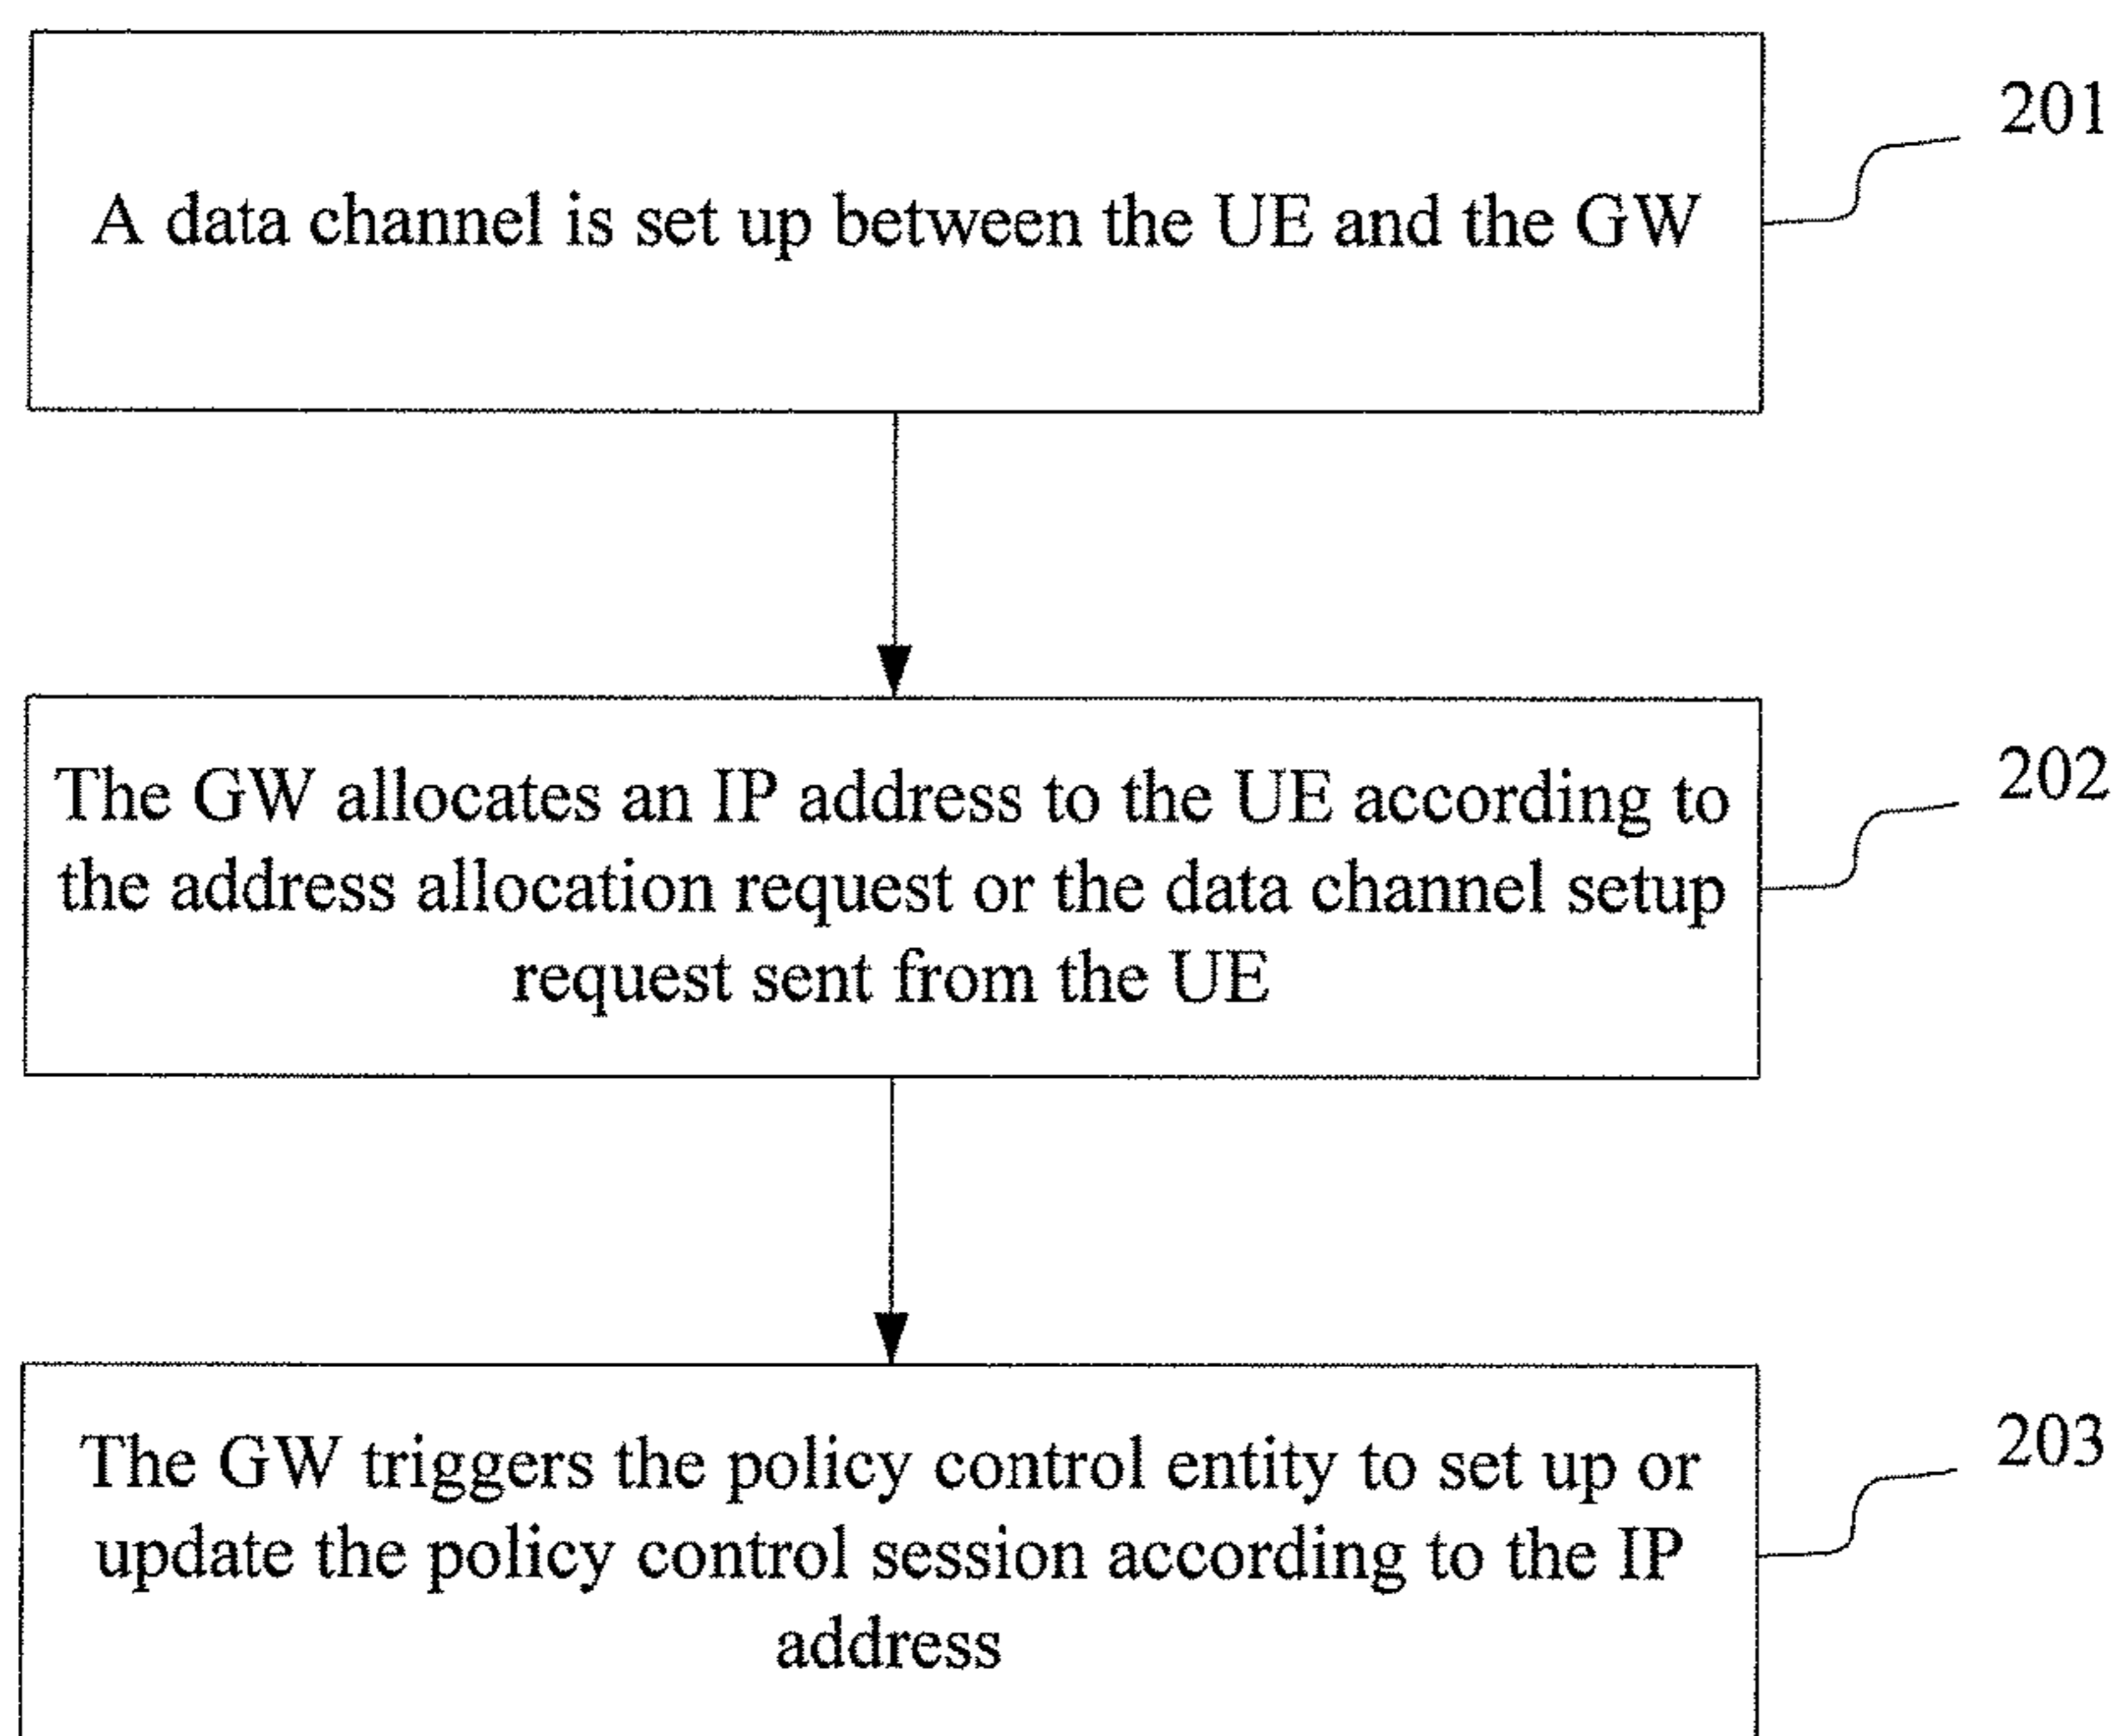 201
A data channel is set up between the UE and the GW
202
The GW allocates an IP address to the UE according to
the address allocation request or the data channel setup
request sent from the UE
203
The GW triggers the policy control entity to set up or
update the policy control session according to the IP
address